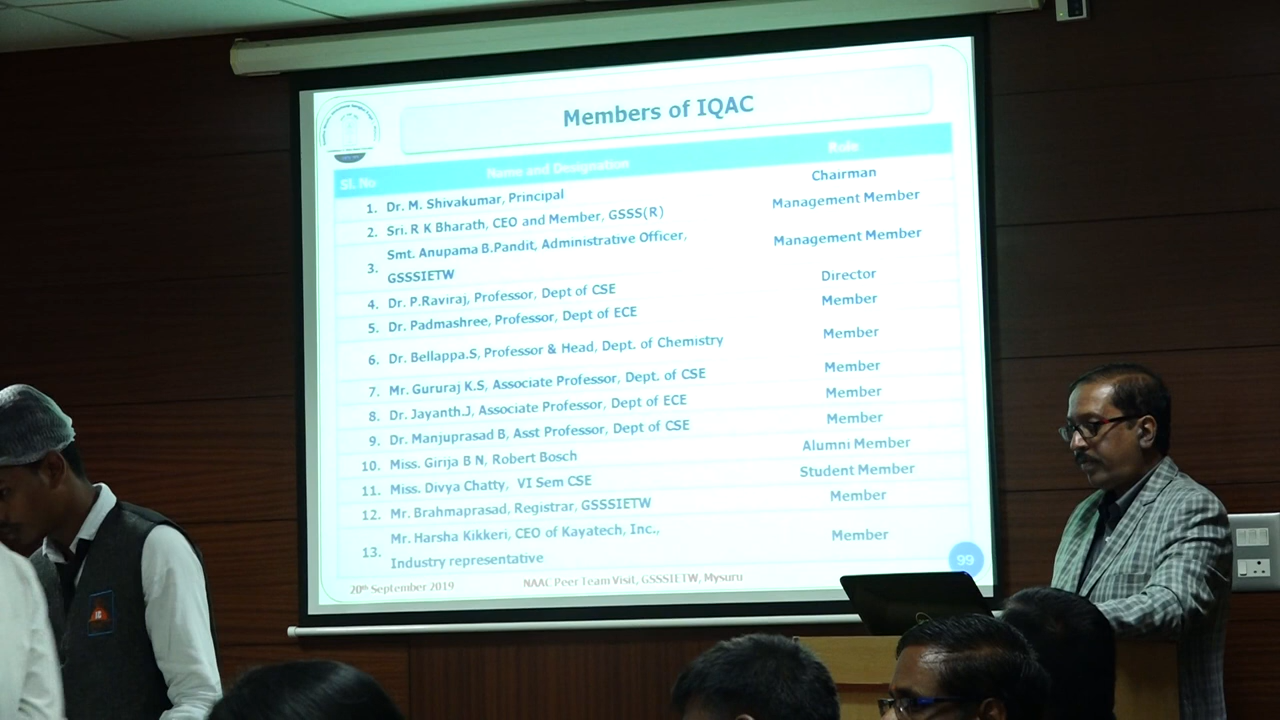 Members of IQAC
Sl. No Name and Designation Role
1. Dr. M. Shivakumar, Principal Chairman
2. Sri. R K Bharath, CEO and Member, GSSS(R) Management Member
3. Smt. Anupama B.Pandit, Administrative Officer, Management Member
GSSSIETW
4. Dr. P.Raviraj, Professor, Dept of CSE Director
5. Dr. Padmashree, Professor, Dept of ECE Member
6. Dr. Bellappa.S, Professor & Head, Dept. of Chemistry Member
7. Mr. Gururaj K.S, Associate Professor, Dept. of CSE Member
8. Dr. Jayanth.J, Associate Professor, Dept of ECE Member
9. Dr. Manjuprasad B, Asst Professor, Dept of CSE Member
10. Miss. Girija B N, Robert Bosch Alumni Member
11. Miss. Divya Chatty, VI Sem CSE Student Member
12. Mr. Brahmaprasad, Registrar, GSSSIETW Member
13. Mr. Harsha Kikkeri, CEO of Kayatech, Inc., Member
Industry representative
20th September 2019 NAAC Peer Team Visit, GSSSIETW, Mysuru 99